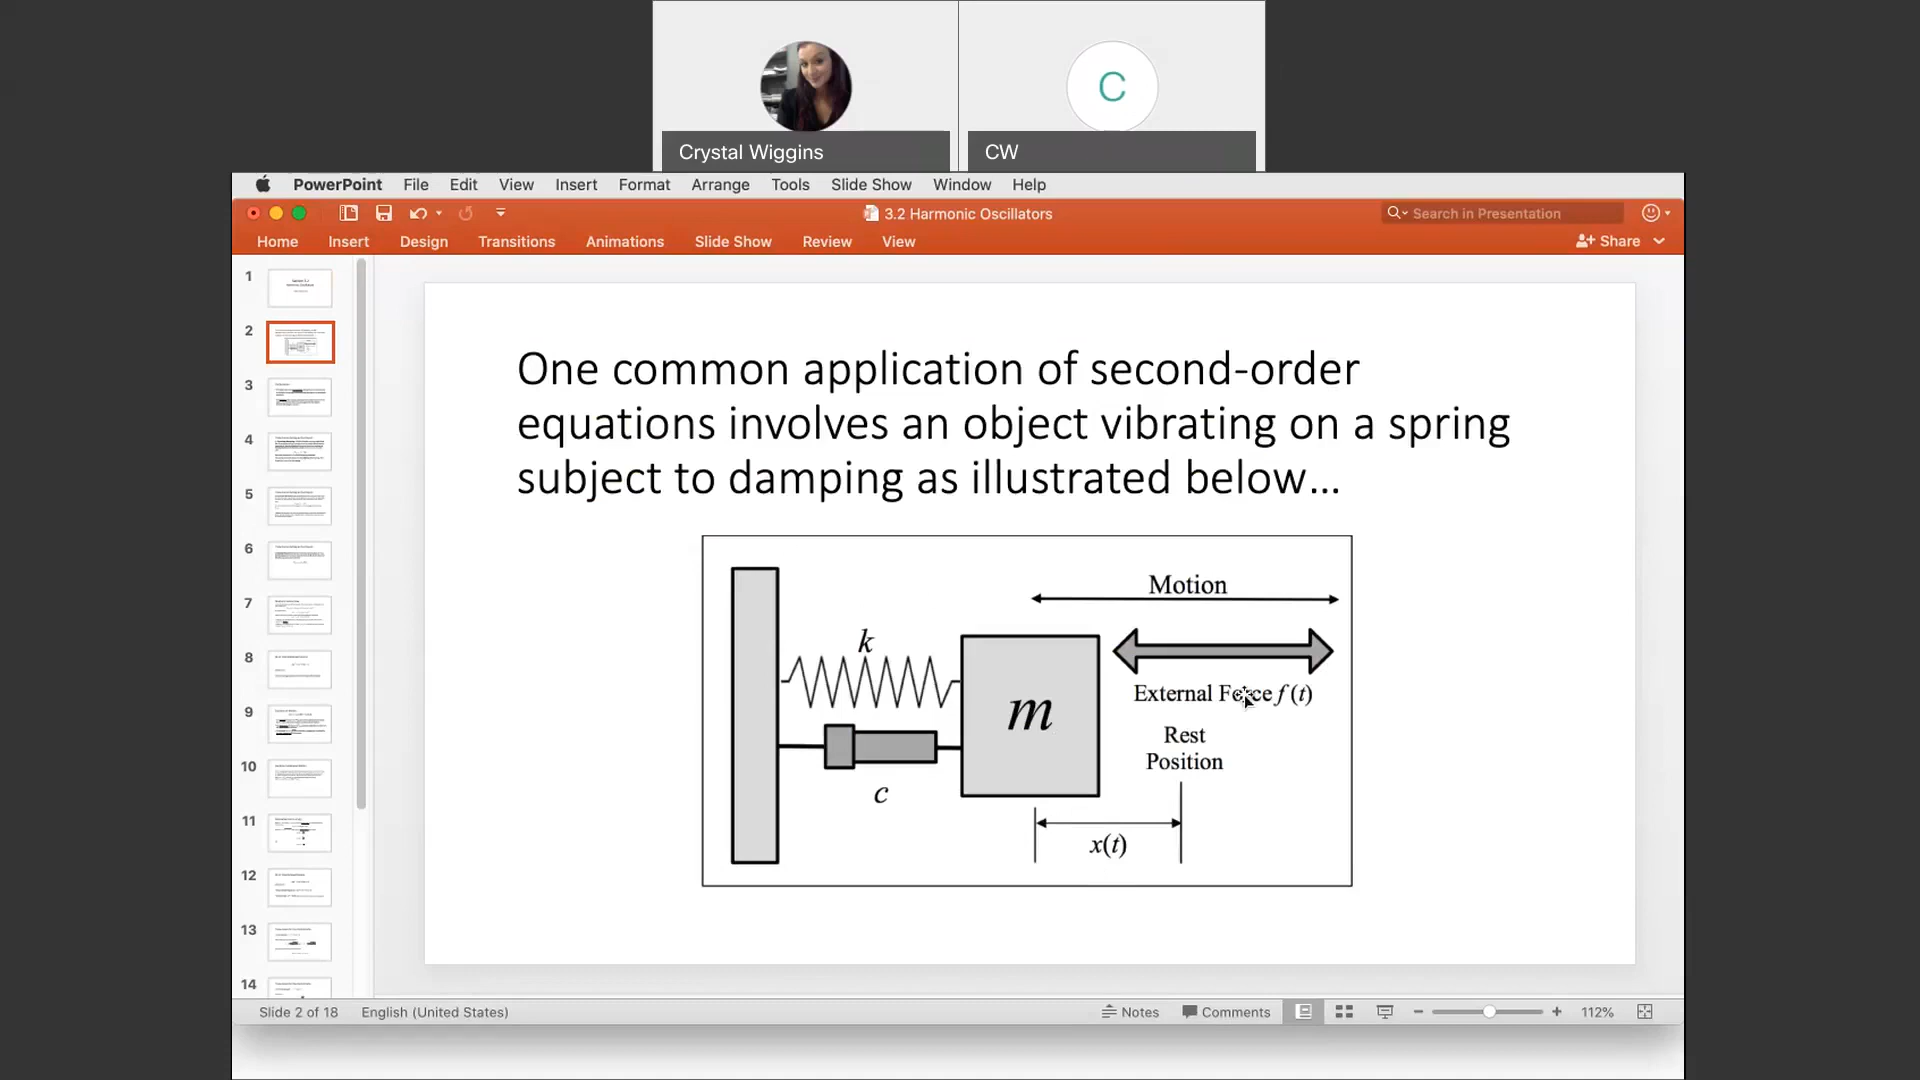 C
Crystal Wiggins
CW
PowerPoint File Edit View Insert Format Arrange Tools Slide Show Window Help
3.2 Harmonic Oscillators
Search in Presentation
Home Insert Design Transitions Animations Slide Show Review View
Share
1
2
3
4
5
6
7
8
9
10
11
12
13
14
One common application of second-order
equations involves an object vibrating on a spring
subject to damping as illustrated below...
Motion
k
m
External Force f (t)
Rest
Position
c
x(t)
Slide 2 of 18 English (United States)
Notes Comments 112%